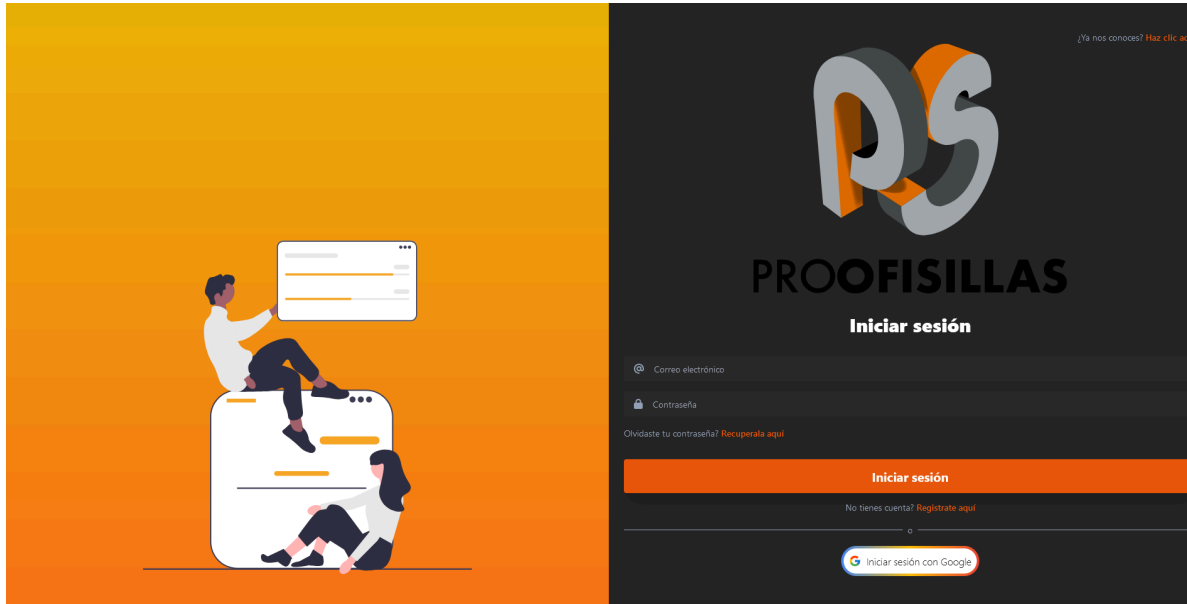 ¿Ya nos conoces? Haz clic
PROOFISILLAS
Iniciar sesión
@ Correo electrónico
Contraseña
Olvidaste tu contraseña? Recuperala aquí
Iniciar sesión
No tienes cuenta? Registrate aquí
o
G Iniciar sesión con Google